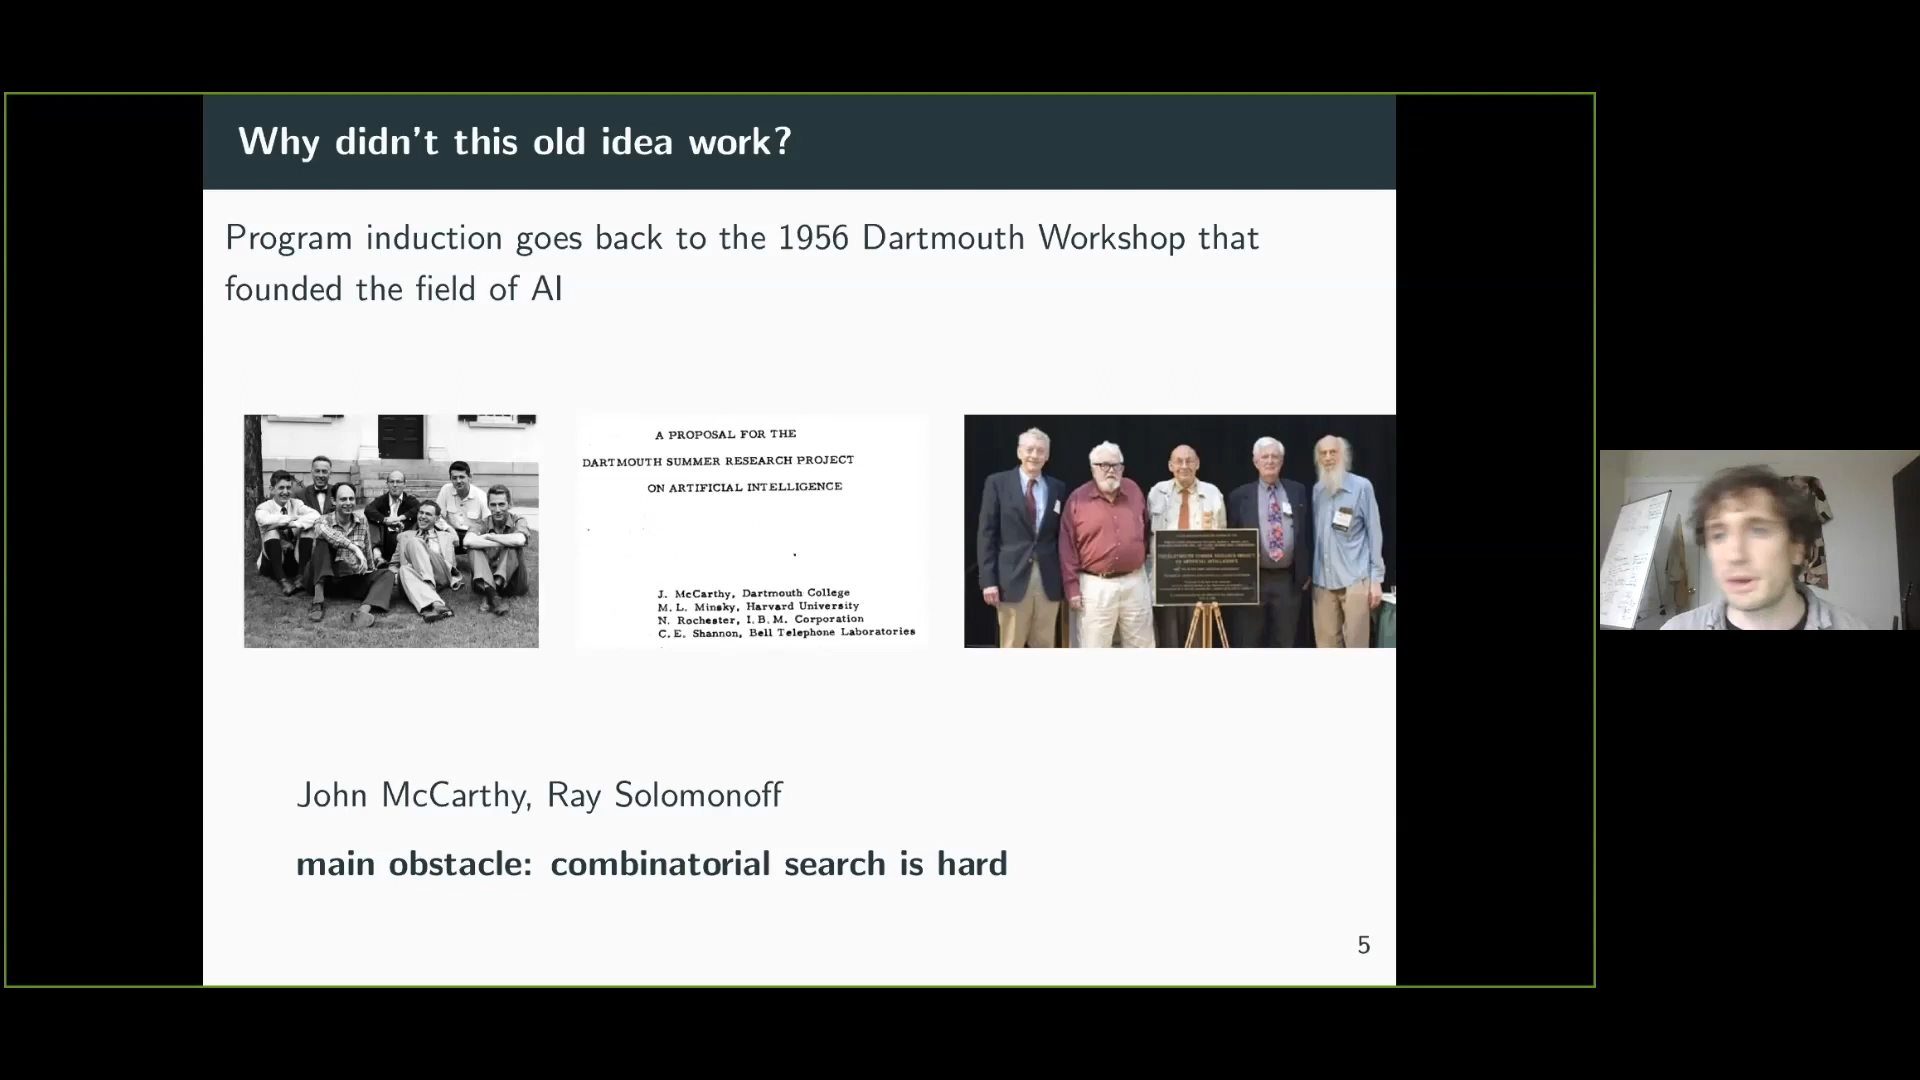 Why didn't this old idea work?
Program induction goes back to the 1956 Dartmouth Workshop that
founded the field of AI
A PROPOSAL FOR THE
DARTMOUTH SUMMER RESEARCH PROJECT
ON ARTIFICIAL INTELLIGENCE
J. McCarthy, Dartmouth College
M. L. Minsky, Harvard University
N. Rochester, I.B.M. Corporation
C. E. Shannon, Bell Telephone Laboratories
John McCarthy, Ray Solomonoff
main obstacle: combinatorial search is hard
5